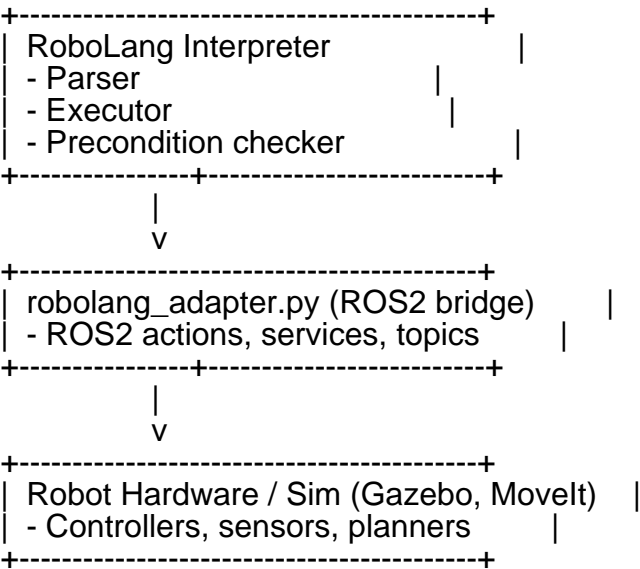 +-----------------------------------------+
| RoboLang Interpreter |
| - Parser |
| - Executor |
| - Precondition checker |
+---------------+-------------------------+
|
v
+-----------------------------------------+
| robolang_adapter.py (ROS2 bridge) |
| - ROS2 actions, services, topics |
+---------------+-------------------------+
|
v
+-----------------------------------------+
| Robot Hardware / Sim (Gazebo, MoveIt) |
| - Controllers, sensors, planners |
+-----------------------------------------+